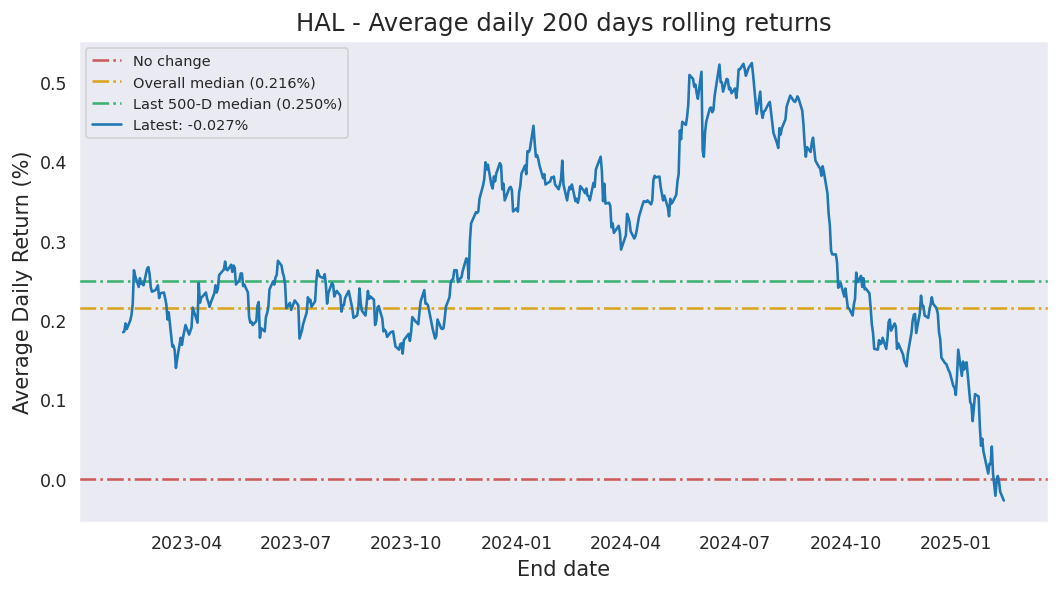 HAL - Average daily 200 days rolling returns
No change
Overall median (0.216%)
Last 500-D median (0.250%)
Latest: -0.027%
Average Daily Return (%)
0.5
0.4
0.3
0.2
0.1
0.0
2023-04 2023-07 2023-10 2024-01 2024-04 2024-07 2024-10 2025-01
End date